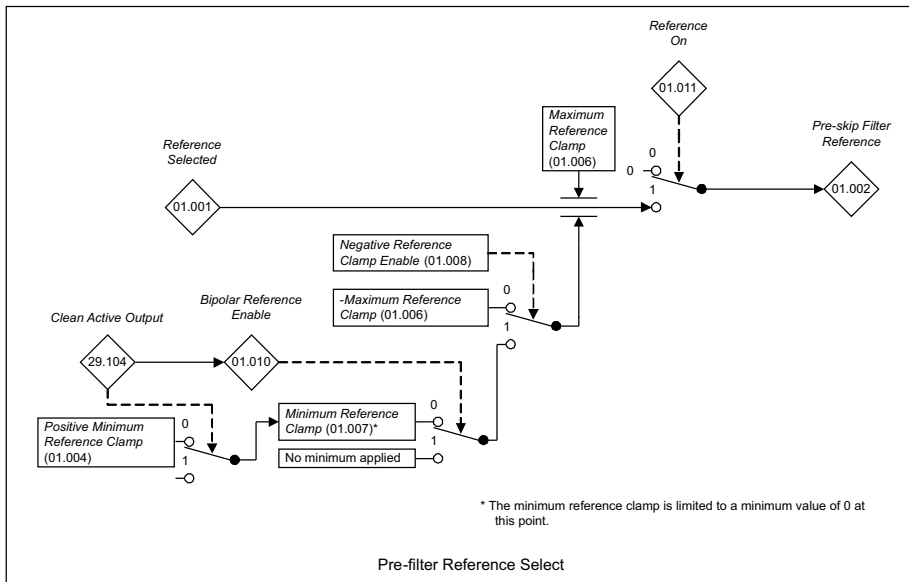 Reference
On
01.011
Maximum
Reference
Clamp
(01.006)
Pre-skip Filter
Reference
Reference
Selected
0
0
1
01.001
01.002
Negative Reference
Clamp Enable (01.008)
0
-Maximum Reference
Clamp (01.006)
1
Clean Active Output
Bipolar Reference
Enable
29.104
01.010
0
Positive Minimum
Reference Clamp
(01.004)
0
1
Minimum Reference
Clamp (01.007)*
1
No minimum applied
* The minimum reference clamp is limited to a minimum value of 0 at
this point.
Pre-filter Reference Select